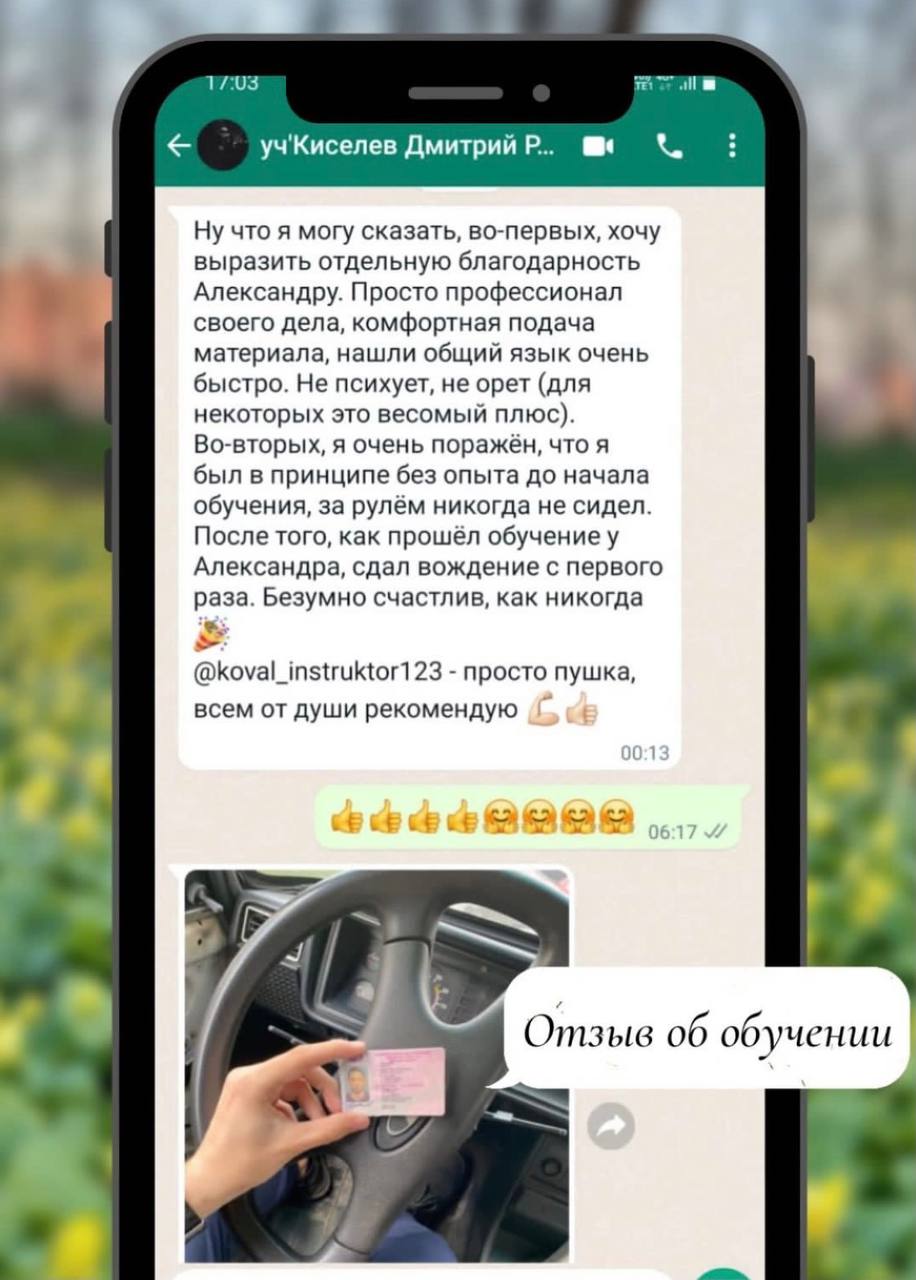 17:03
уч'Киселев Дмитрий Р...
Ну что я могу сказать, во-первых, хочу
выразить отдельную благодарность
Александру. Просто профессионал
своего дела, комфортная подача
материала, нашли общий язык очень
быстро. Не психует, не орет (для
некоторых это весомый плюс).
Во-вторых, я очень поражён, что я
был в принципе без опыта до начала
обучения, за рулём никогда не сидел.
После того, как прошёл обучение у
Александра, сдал вождение с первого
раза. Безумно счастлив, как никогда
🎉
@koval_instruktor123 - просто пушка,
всем от души рекомендую 💪🏻👍🏻
00:13
👍👍👍👍🤗🤗🤗🤗 06:17
Отзыв об обучении